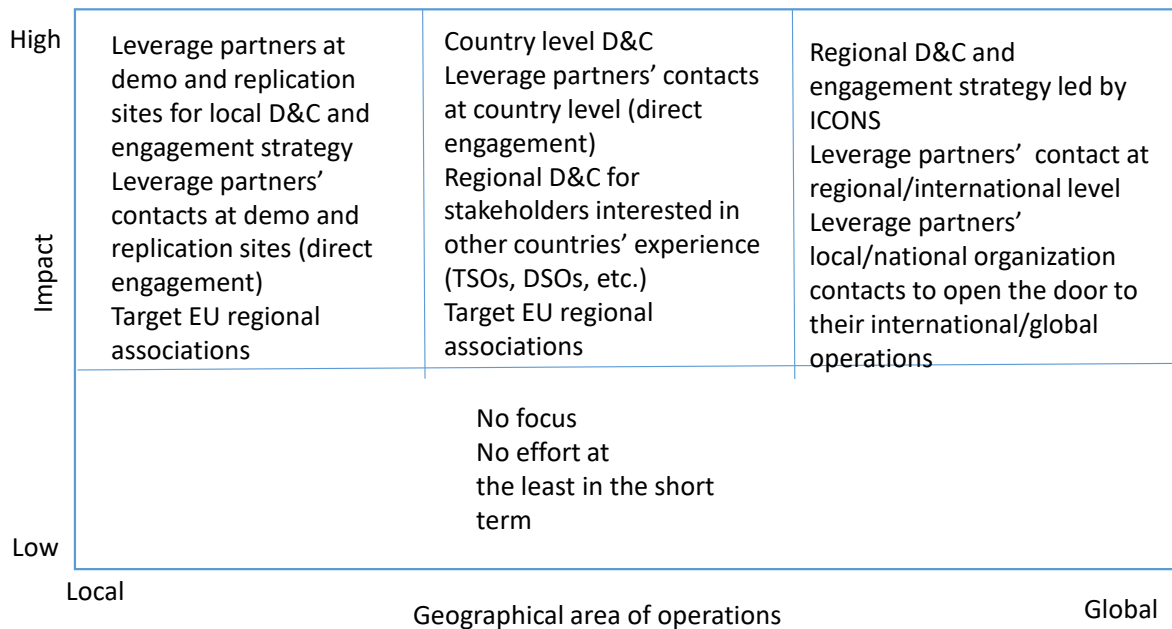 High
Leverage partners at
demo and replication
sites for local D&C and
engagement strategy
Leverage partners’
contacts at demo and
replication sites (direct
engagement)
Target EU regional
associations
Country level D&C
Leverage partners’ contacts
at country level (direct
engagement)
Regional D&C for
stakeholders interested in
other countries’ experience
(TSOs, DSOs, etc.)
Target EU regional
associations
Regional D&C and
engagement strategy led by
ICONS
Leverage partners’  contact at
regional/international level
Leverage partners’
local/national organization
contacts to open the door to
their international/global
operations
Impact
No focus
No effort at
the least in the short
term
Low
Local
Geographical area of operations
Global